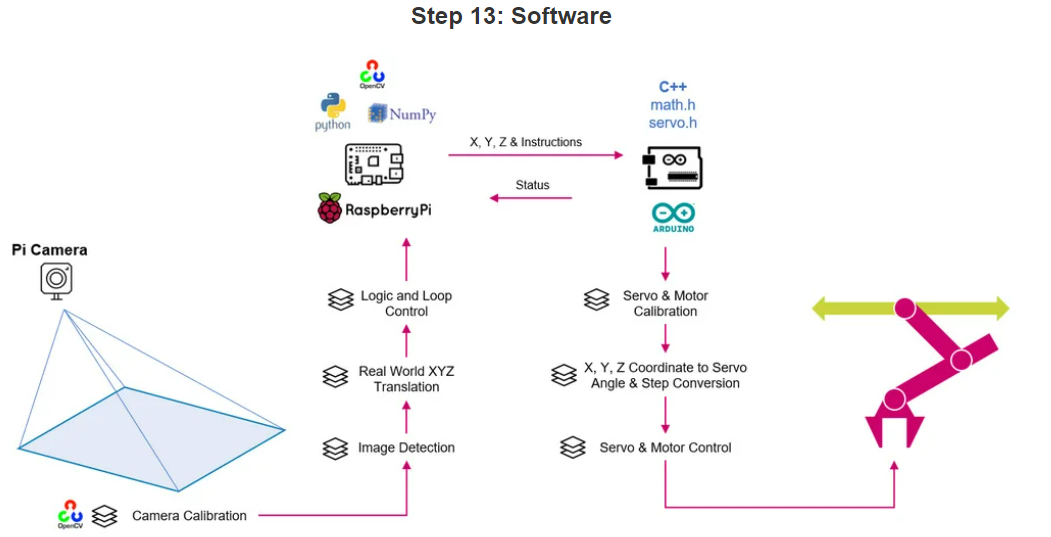 Step 13: Software
OpenCV
python
NumPy
RaspberryPi
X, Y, Z & Instructions
Status
C++
math.h
servo.h
ARDUINO
Pi Camera
Logic and Loop
Control
Real World XYZ
Translation
Image Detection
OpenCV
Camera Calibration
Servo & Motor
Calibration
X, Y, Z Coordinate to Servo
Angle & Step Conversion
Servo & Motor Control